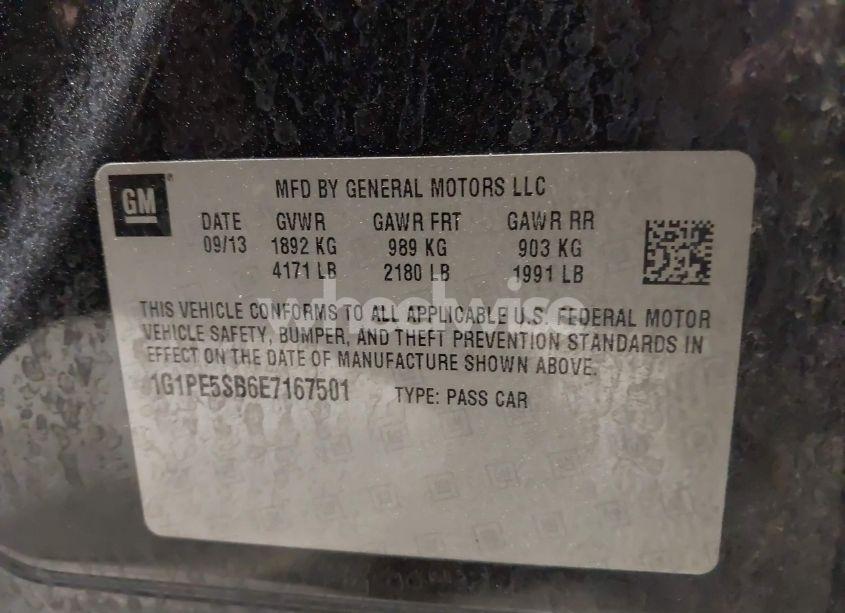 GM
MFD BY GENERAL MOTORS LLC
DATE GVWR GAWR FRT GAWR RR
09/13 1892 KG 989 KG 903 KG
4171 LB 2180 LB 1991 LB
THIS VEHICLE CONFORMS TO ALL APPLICABLE U.S. FEDERAL MOTOR
VEHICLE SAFETY, BUMPER, AND THEFT PREVENTION STANDARDS IN
EFFECT ON THE DATE OF MANUFACTURE SHOWN ABOVE.
1G1PE5SB6E7167501 TYPE: PASS CAR
wheelwise